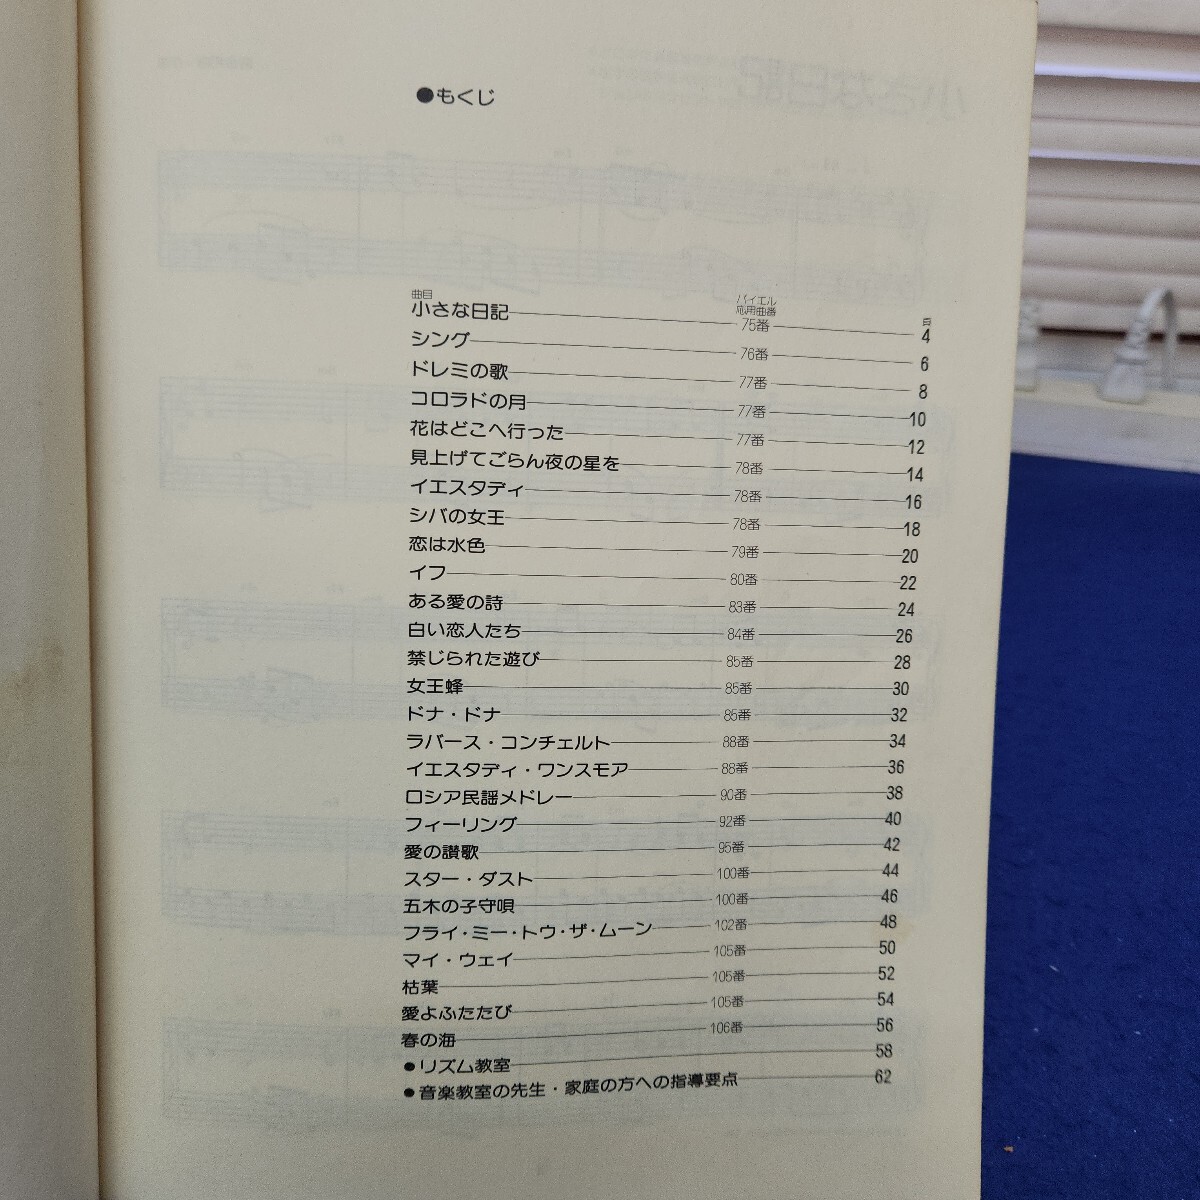 ●もくじ
曲目 バイエル応用曲番 頁
小さな日記 75番 4
シング 76番 6
ドレミの歌 77番 8
コロラドの月 77番 10
花はどこへ行った 77番 12
見上げてごらん夜の星を 78番 14
イエスタディ 78番 16
シバの女王 78番 18
恋は水色 79番 20
イフ 80番 22
ある愛の詩 83番 24
白い恋人たち 84番 26
禁じられた遊び 85番 28
女王蜂 85番 30
ドナ・ドナ 85番 32
ラバース・コンチェルト 88番 34
イエスタディ・ワンスモア 88番 36
ロシア民謡メドレー 90番 38
フィーリング 92番 40
愛の讃歌 95番 42
スター・ダスト 100番 44
五木の子守唄 100番 46
フライ・ミー・トウ・ザ・ムーン 102番 48
マイ・ウェイ 105番 50
枯葉 105番 52
愛よふたたび 105番 54
春の海 106番 56
●リズム教室 58
●音楽教室の先生・家庭の方への指導要点 62